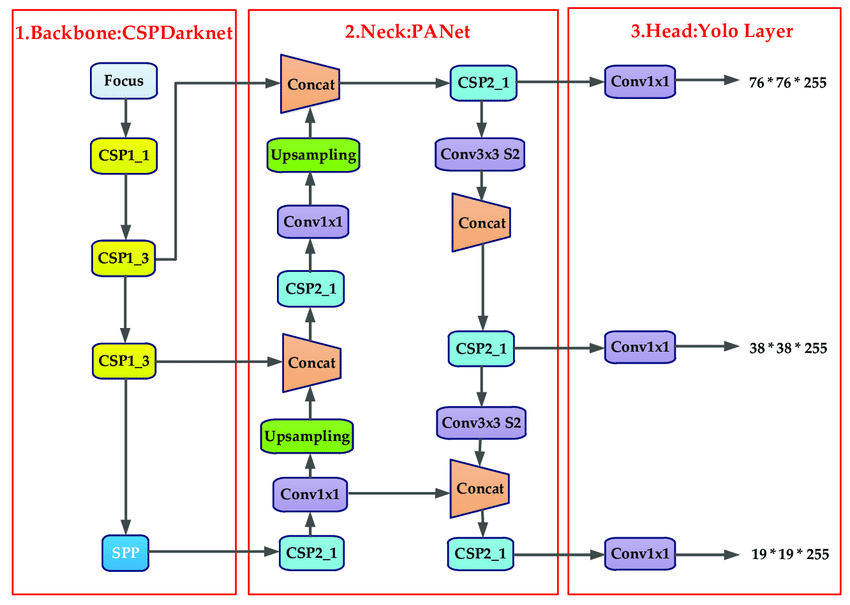 1.Backbone:CSPDarknet
Focus
CSP1_1
CSP1_3
CSP1_3
SPP
2.Neck:PANet
Concat
Upsampling
Conv1x1
CSP2_1
Concat
Upsampling
Conv1x1
CSP2_1
CSP2_1
Conv3x3 S2
Concat
CSP2_1
Conv3x3 S2
Concat
CSP2_1
3.Head:Yolo Layer
Conv1x1
76*76*255
Conv1x1
38*38*255
Conv1x1
19*19*255